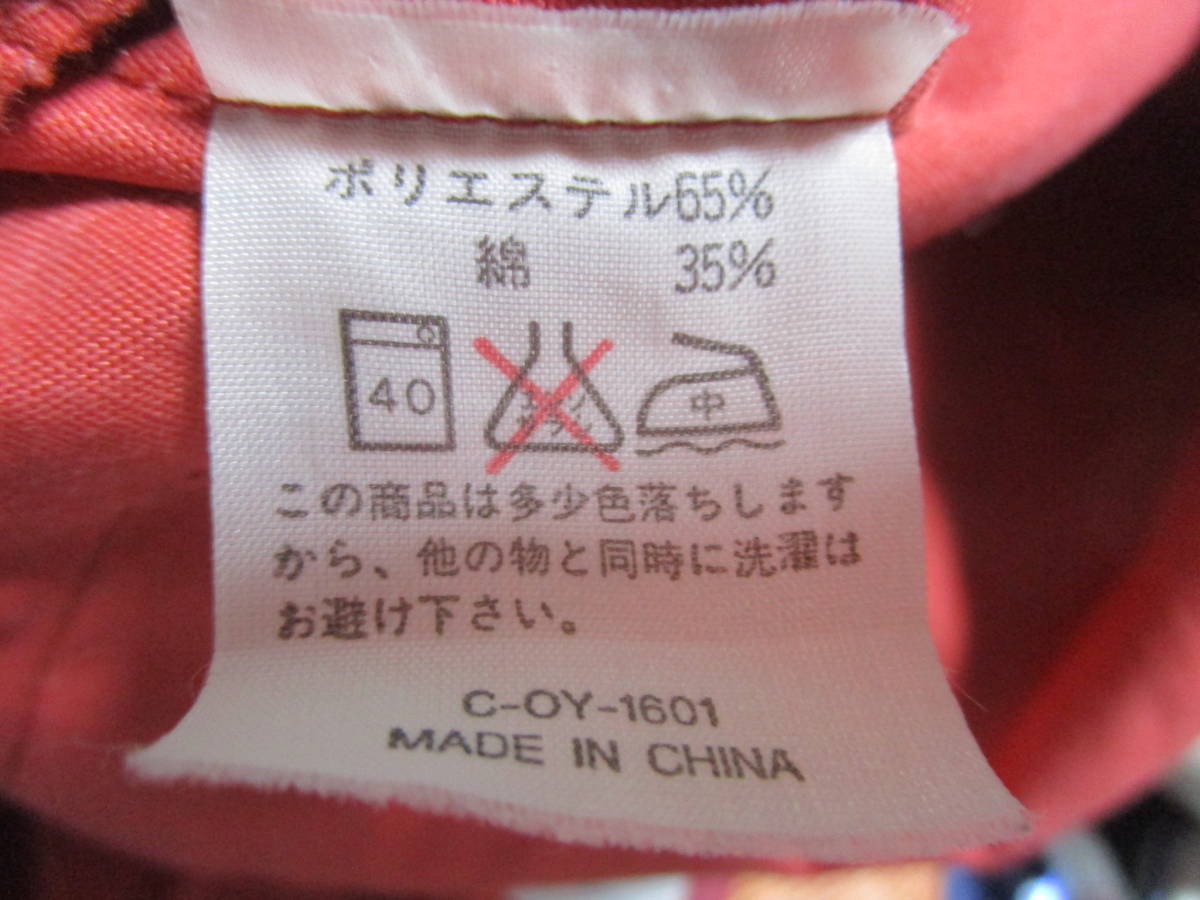 ポリエステル65%
綿 35%
40
中
この商品は多少色落ちします
から、他の物と同時に洗濯は
お避け下さい。
C-OY-1601
MADE IN CHINA